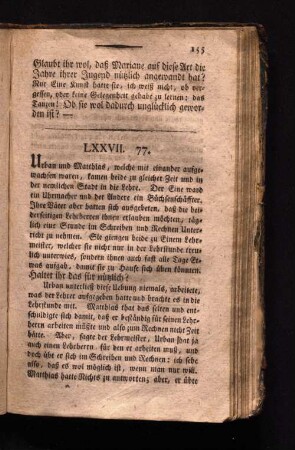 155
Glaubt ihr wol, daß Mariane auf diese Art die
Jahre ihrer Jugend nützlich angewandt hat?
Nur Eine Kunst hatte sie, ich weiß nicht, ob ver-
gessen, oder keine Gelegenheit gehabt zu lernen: das
Tanzen! Ob sie wol dadurch unglücklich gewor-
den ist? —
LXXVII. 77.
Urban und Matthias, welche mit einander aufge-
wachsen waren, kamen beide zu gleicher Zeit und in
der nemlichen Stadt in die Lehre. Der Eine ward
ein Uhrmacher und der Andere ein Büchsenschäfter.
Ihre Väter aber hatten sich ausgebeten, daß die bei-
derseitigen Lehrherren ihnen erlauben möchten, täg-
lich eine Stunde im Schreiben und Rechnen Unter-
richt zu nehmen. Sie giengen beide zu Einem Lehr-
meister, welcher sie nicht nur in der Lehrstunde treu-
lich unterwies, sondern ihnen auch alle Tage Et-
was aufgab, damit sie zu Hause sich üben könnten.
Haltet ihr das für nützlich?
Urban unterließ diese Uebung niemals, arbeitete,
was der Lehrer aufgegeben hatte und brachte es in die
Lehrstunde mit. Matthias that das selten und ent-
schuldigte sich damit, daß er beständig für seinen Lehr-
herren arbeiten müßte und also zum Rechnen nicht Zeit
hätte. Aber, sagte der Lehrmeister, Urban hat ja
auch einen Lehrherren, für den er arbeiten muß, und
doch übt er sich im Schreiben und Rechnen: ich sehe
also, daß es wol möglich ist, wenn man nur will.
Matthias hatte Nichts zu antworten; aber, er übte